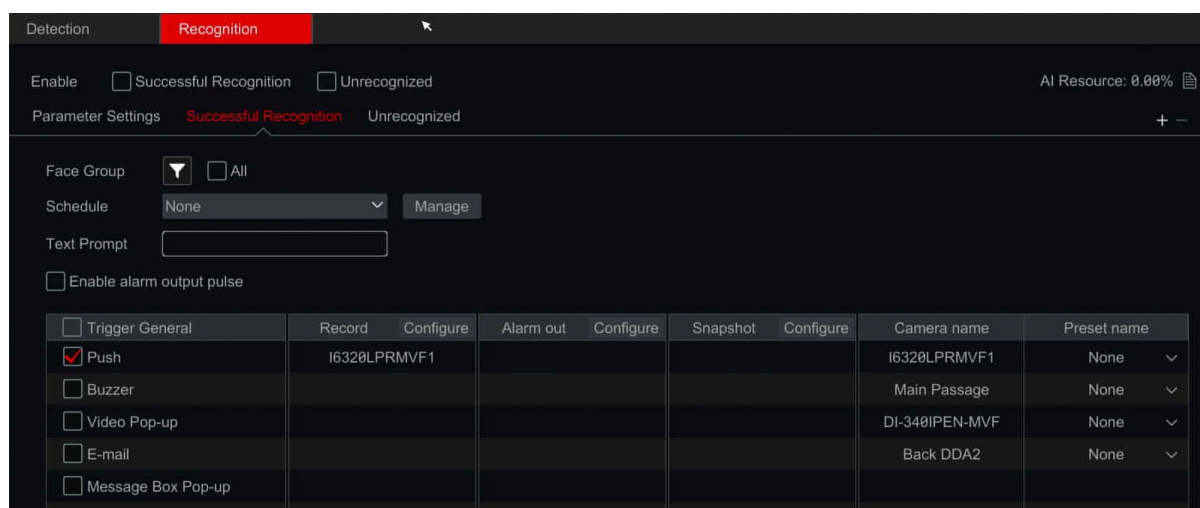 Detection Recognition
Enable Successful Recognition Unrecognized AI Resource: 0.00%
Parameter Settings Successful Recognition Unrecognized + −
Face Group All
Schedule None Manage
Text Prompt
Enable alarm output pulse
Trigger General Record Configure Alarm out Configure Snapshot Configure Camera name Preset name
Push I6320LPRMVF1 I6320LPRMVF1 None
Buzzer Main Passage None
Video Pop-up DI-340IPEN-MVF None
E-mail Back DDA2 None
Message Box Pop-up